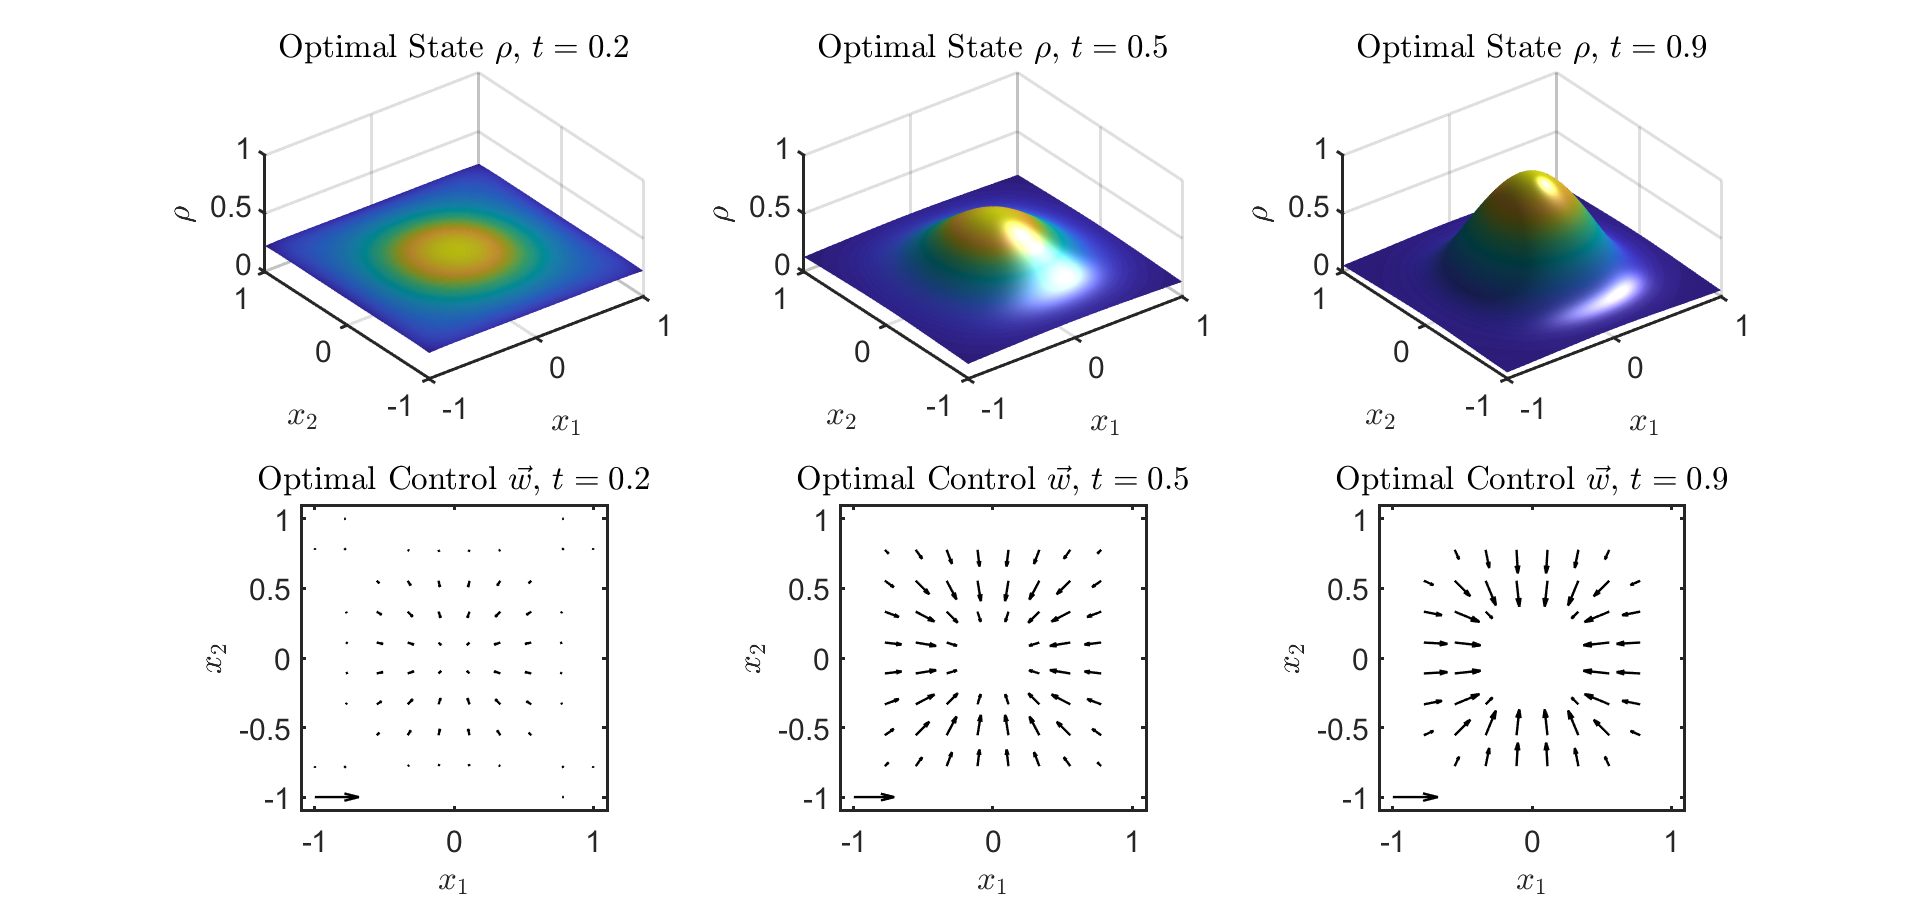 Optimal State ρ, t = 0.2
1
0.5
0
ρ
1
0
-1
x₂
-1
0
1
x₁
Optimal State ρ, t = 0.5
1
0.5
0
ρ
1
0
-1
x₂
-1
0
1
x₁
Optimal State ρ, t = 0.9
1
0.5
0
ρ
1
0
-1
x₂
-1
0
1
x₁
Optimal Control w⃗, t = 0.2
1
0.5
0
-0.5
-1
x₂
-1
0
1
x₁
Optimal Control w⃗, t = 0.5
1
0.5
0
-0.5
-1
x₂
-1
0
1
x₁
Optimal Control w⃗, t = 0.9
1
0.5
0
-0.5
-1
x₂
-1
0
1
x₁